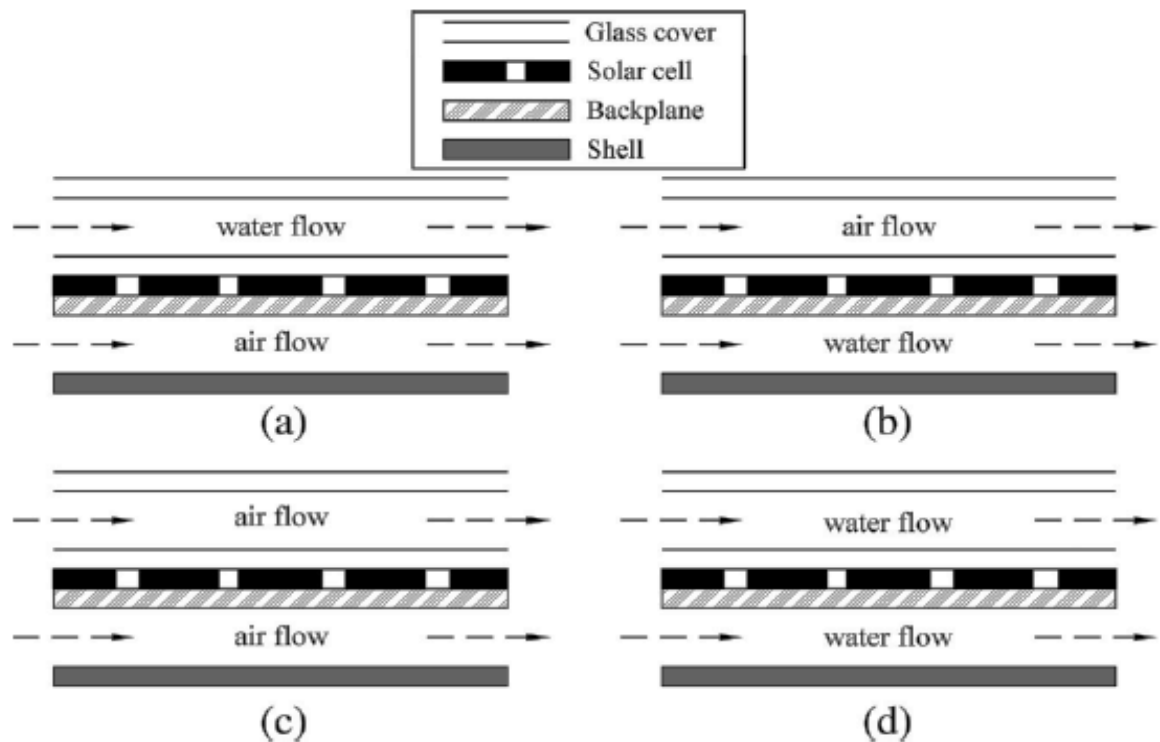 Glass cover
Solar cell
Backplane
Shell
water flow
air flow
(a)
air flow
water flow
(b)
air flow
air flow
(c)
water flow
water flow
(d)